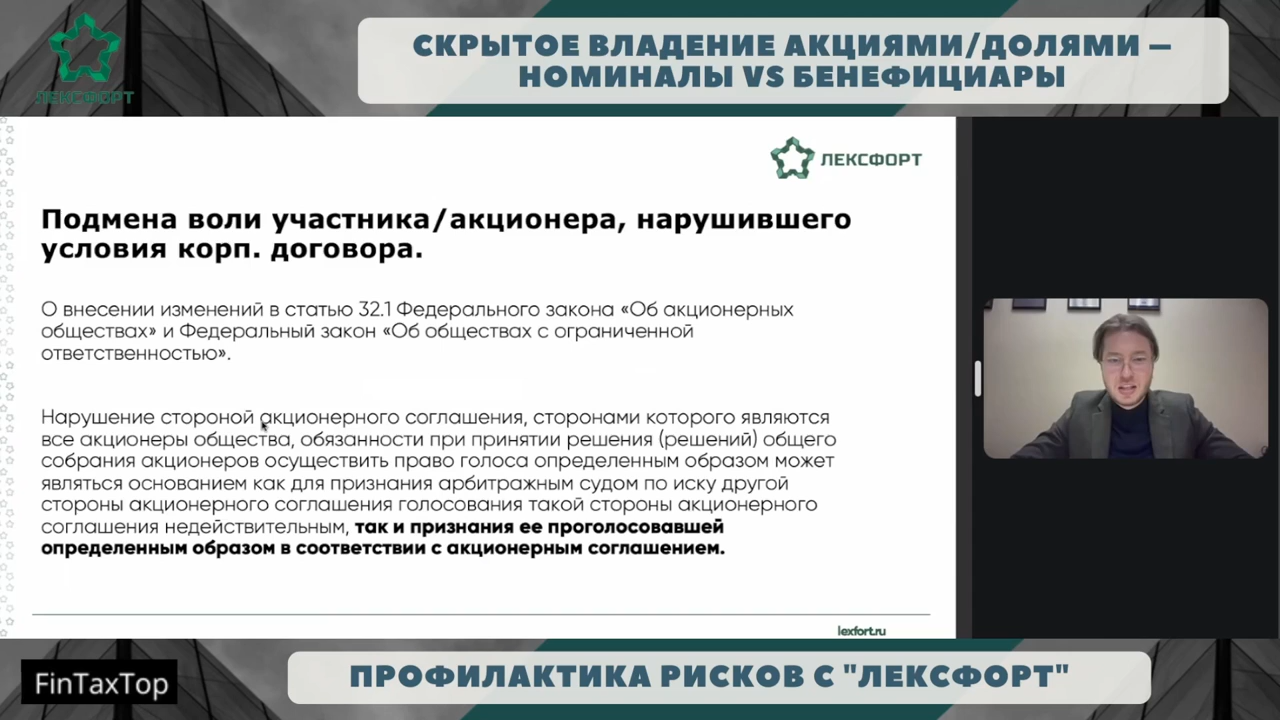 ЛЕКСФОРТ
СКРЫТОЕ ВЛАДЕНИЕ АКЦИЯМИ/ДОЛЯМИ –
НОМИНАЛЫ VS БЕНЕФИЦИАРЫ
ЛЕКСФОРТ
Подмена воли участника/акционера, нарушившего
условия корп. договора.
О внесении изменений в статью 32.1 Федерального закона «Об акционерных
обществах» и Федеральный закон «Об обществах с ограниченной
ответственностью».
Нарушение стороной акционерного соглашения, сторонами которого являются
все акционеры общества, обязанности при принятии решения (решений) общего
собрания акционеров осуществить право голоса определенным образом может
являться основанием как для признания арбитражным судом по иску другой
стороны акционерного соглашения голосования такой стороны акционерного
соглашения недействительным, так и признания ее проголосовавшей
определенным образом в соответствии с акционерным соглашением.
lexfort.ru
FinTaxTop
ПРОФИЛАКТИКА РИСКОВ С "ЛЕКСФОРТ"